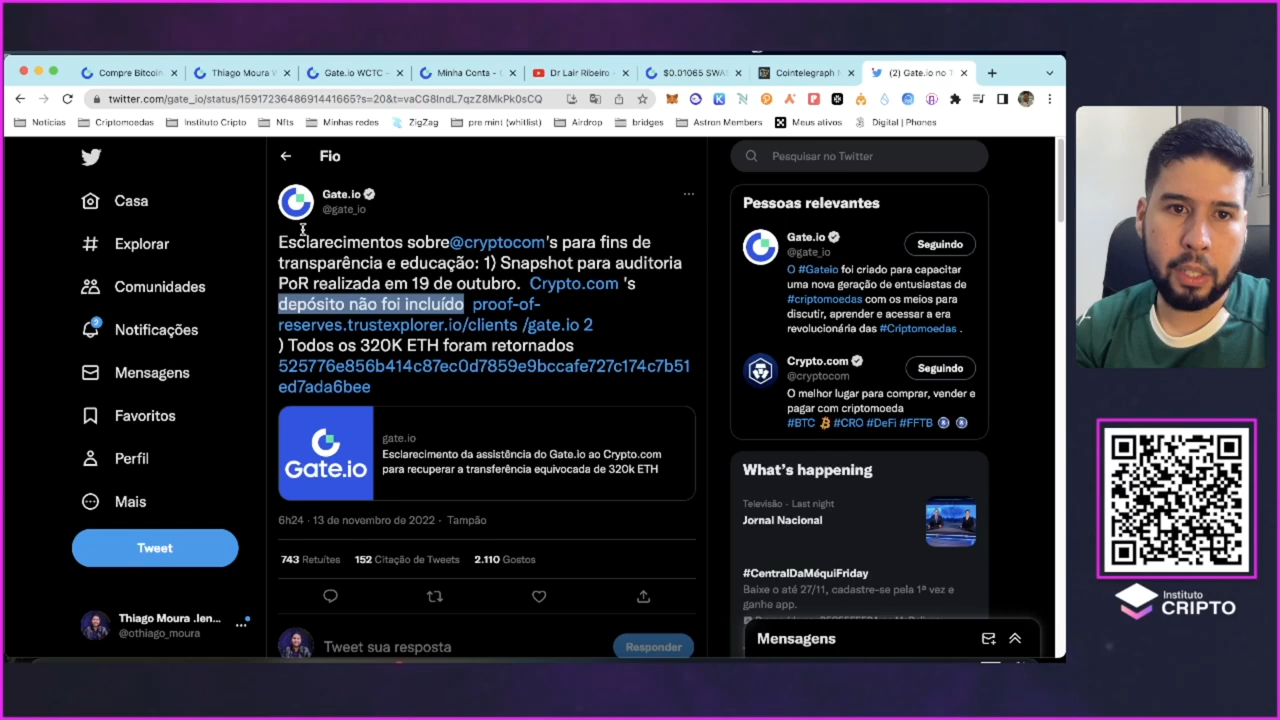 Compre Bitcoin
Thiago Moura
Gate.io WCTC -
Minha Conta -
Dr Lair Ribeiro -
$0.01065
Cointelegraph
(2) Gate.io no T
twitter.com/gate_io/status/1591723648691441665?s=20&t=vaCG8IndL7qzZ8MkPk0sCQ
Notícias
Criptomoedas
Instituto Cripto
Nfts
Minhas redes
ZigZag
pre mint (whitlist)
Airdrop
bridges
Astron Members
Meus ativos
Digital | Phones
Fio
Pesquisar no Twitter
Casa
Explorar
Comunidades
2
Notificações
Mensagens
Favoritos
Perfil
Mais
Tweet
Thiago Moura .len...
@othiago_moura
Gate.io
@gate_io
Esclarecimentos sobre@cryptocom's para fins de
transparência e educação: 1) Snapshot para auditoria
PoR realizada em 19 de outubro. Crypto.com 's
depósito não foi incluído proof-of-
reserves.trustexplorer.io/clients /gate.io 2
) Todos os 320K ETH foram retornados
525776e856b414c87ec0d7859e9bccafe727c174c7b51
ed7ada6bee
Gate.io
gate.io
Esclarecimento da assistência do Gate.io ao Crypto.com
para recuperar a transferência equivocada de 320k ETH
6h24 · 13 de novembro de 2022 · Tampão
743 Retuítes 152 Citação de Tweets 2.110 Gostos
Tweet sua resposta
Responder
Pessoas relevantes
Gate.io
@gate_io
Seguindo
O #Gateio foi criado para capacitar
uma nova geração de entusiastas de
#criptomoedas com os meios para
discutir, aprender e acessar a era
revolucionária das #Criptomoedas .
Crypto.com
@cryptocom
Seguindo
O melhor lugar para comprar, vender e
pagar com criptomoeda
#BTC #CRO #DeFi #FFTB
What's happening
Televisão · Last night
Jornal Nacional
#CentralDaMéquiFriday
Baixe o até 27/11, cadastre-se pela 1ª vez e
ganhe app.
Mensagens
Instituto
CRIPTO